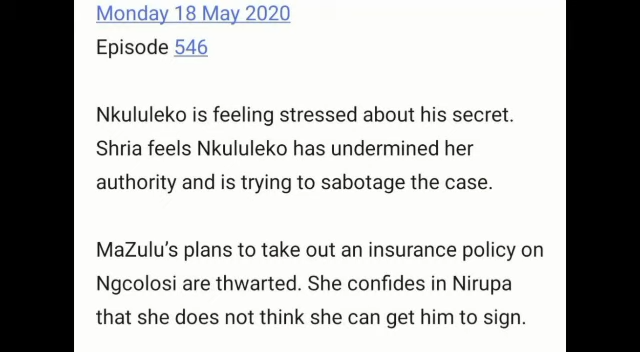 Monday 18 May 2020
Episode 546
Nkululeko is feeling stressed about his secret.
Shria feels Nkululeko has undermined her
authority and is trying to sabotage the case.
MaZulu’s plans to take out an insurance policy on
Ngcolosi are thwarted. She confides in Nirupa
that she does not think she can get him to sign.